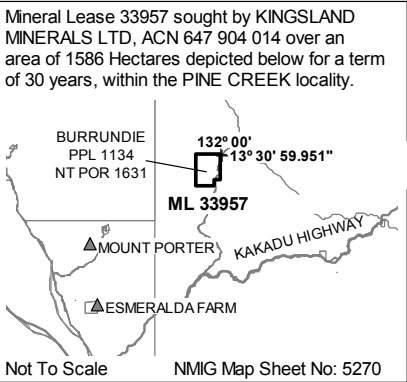 Mineral Lease 33957 sought by KINGSLAND
MINERALS LTD, ACN 647 904 014 over an
area of 1586 Hectares depicted below for a term
of 30 years, within the PINE CREEK locality.
BURRUNDIE
PPL 1134
NT POR 1631
132° 00'
13° 30' 59.951"
ML 33957
MOUNT PORTER
KAKADU HIGHWAY
ESMERALDA FARM
Not To Scale NMIG Map Sheet No: 5270